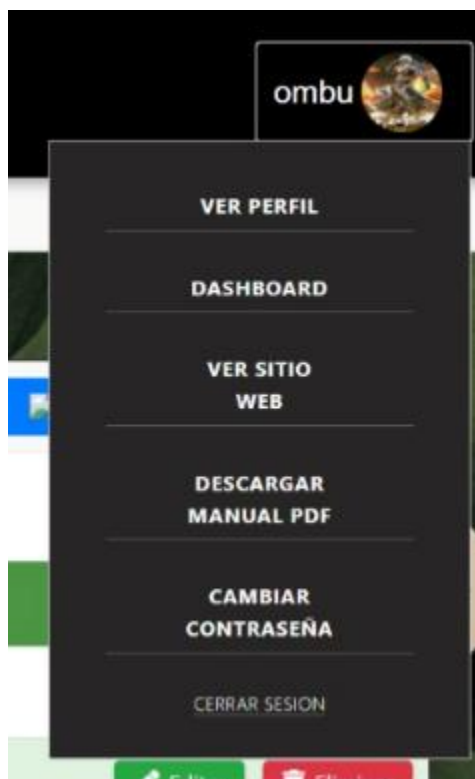 ombu
VER PERFIL
DASHBOARD
VER SITIO
WEB
DESCARGAR
MANUAL PDF
CAMBIAR
CONTRASEÑA
CERRAR SESION